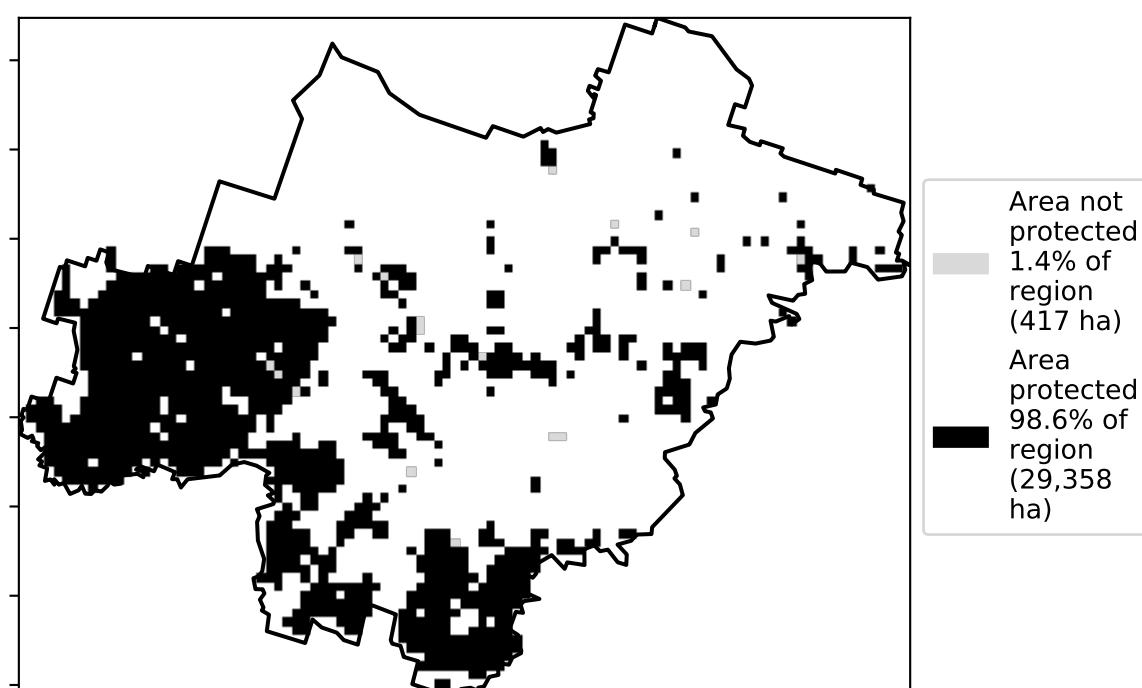 Area not
protected
1.4% of
region
(417 ha)
Area
protected
98.6% of
region
(29,358
ha)